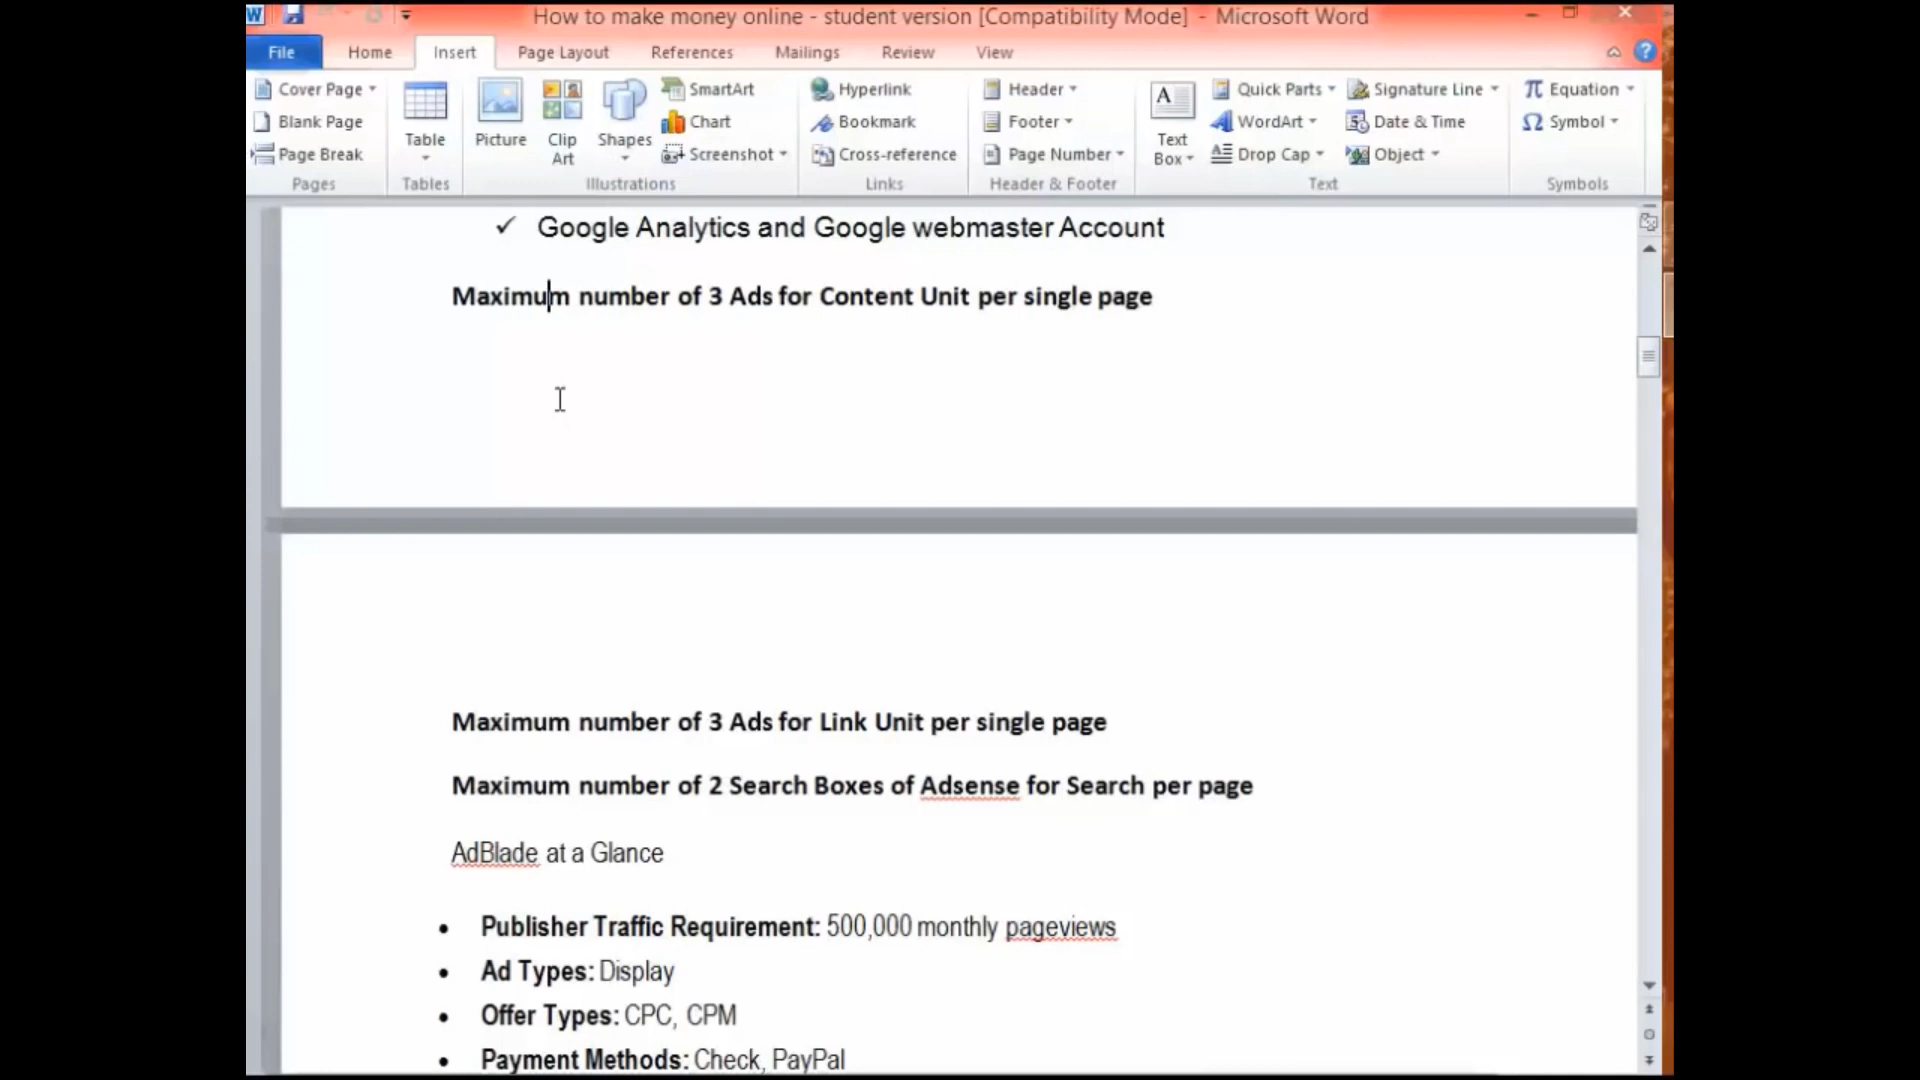 How to make money online - student version [Compatibility Mode] - Microsoft Word
File Home Insert Page Layout References Mailings Review View
Cover Page
Blank Page
Page Break
Pages
Table
Tables
Picture
Clip Art
Shapes
SmartArt
Chart
Screenshot
Illustrations
Hyperlink
Bookmark
Cross-reference
Links
Header
Footer
Page Number
Header & Footer
Text Box
Quick Parts
WordArt
Drop Cap
Signature Line
Date & Time
Object
Text
Equation
Symbol
Symbols
✓ Google Analytics and Google webmaster Account
Maximum number of 3 Ads for Content Unit per single page
Maximum number of 3 Ads for Link Unit per single page
Maximum number of 2 Search Boxes of Adsense for Search per page
AdBlade at a Glance
• Publisher Traffic Requirement: 500,000 monthly pageviews
• Ad Types: Display
• Offer Types: CPC, CPM
• Payment Methods: Check, PayPal